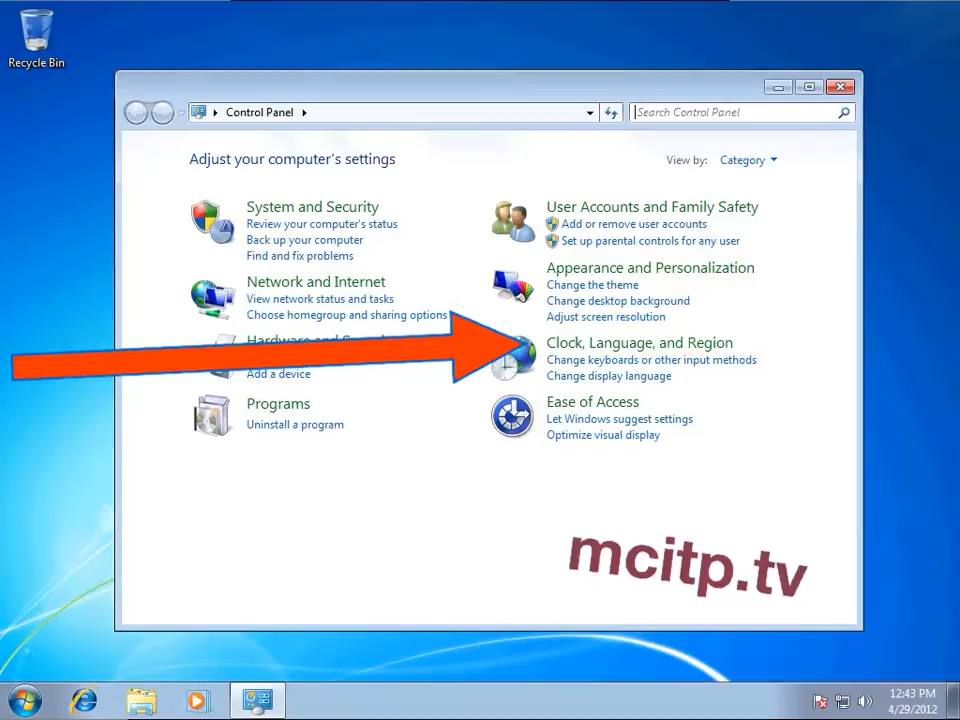 Recycle Bin
Control Panel
Search Control Panel
Adjust your computer's settings
View by: Category
System and Security
Review your computer's status
Back up your computer
Find and fix problems
Network and Internet
View network status and tasks
Choose homegroup and sharing options
Hardware and
Add a device
Programs
Uninstall a program
User Accounts and Family Safety
Add or remove user accounts
Set up parental controls for any user
Appearance and Personalization
Change the theme
Change desktop background
Adjust screen resolution
Clock, Language, and Region
Change keyboards or other input methods
Change display language
Ease of Access
Let Windows suggest settings
Optimize visual display
mcitp.tv
12:43 PM
4/29/2012